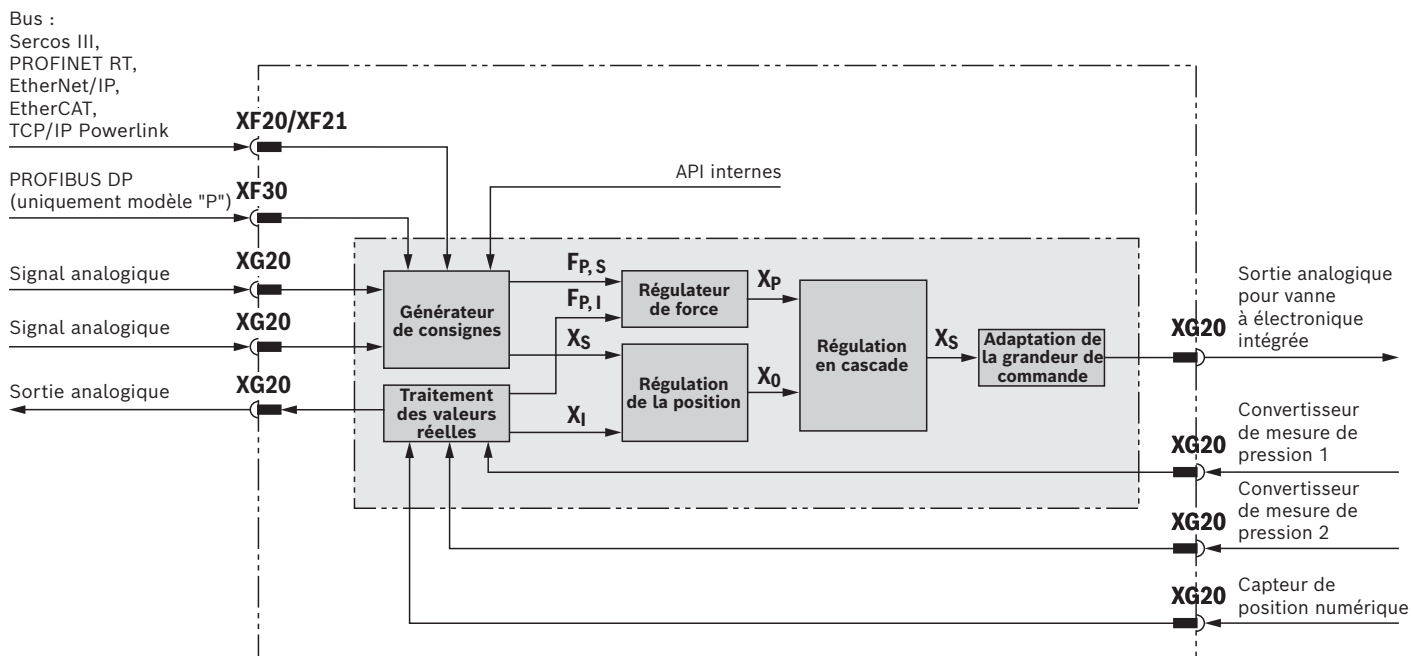 Bus :
Sercos III,
PROFINET RT,
EtherNet/IP,
EtherCAT,
TCP/IP Powerlink
XF20/XF21
API internes
PROFIBUS DP
(uniquement modèle "P")
XF30
Signal analogique
XG20
Signal analogique
XG20
Sortie analogique
XG20
Générateur
de consignes
Traitement
des valeurs
réelles
FP, S
FP, I
XS
XI
Régulateur
de force
Régulation
de la position
XP
X0
Régulation
en cascade
XS
Adaptation de
la grandeur de
commande
XG20
Sortie analogique
pour vanne
à électronique
intégrée
XG20
Convertisseur
de mesure de
pression 1
XG20
Convertisseur
de mesure de
pression 2
XG20
Capteur de
position numérique